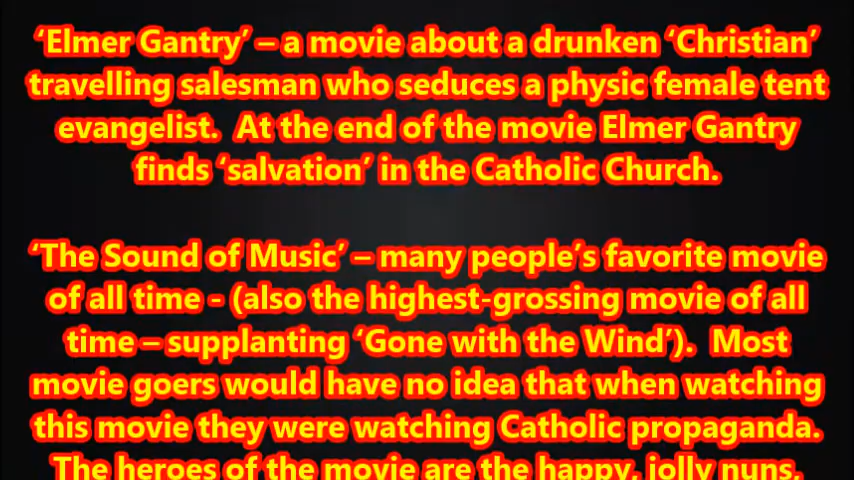 ‘Elmer Gantry’ – a movie about a drunken ‘Christian’
travelling salesman who seduces a physic female tent
evangelist.  At the end of the movie Elmer Gantry
finds ‘salvation’ in the Catholic Church.
‘The Sound of Music’ – many people’s favorite movie
of all time - (also the highest-grossing movie of all
time – supplanting ‘Gone with the Wind’).  Most
movie goers would have no idea that when watching
this movie they were watching Catholic propaganda.
The heroes of the movie are the happy, jolly nuns,